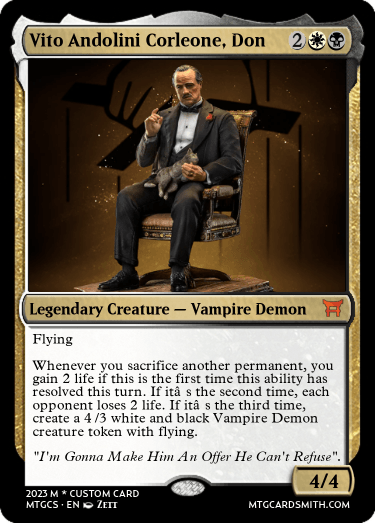 Vito Andolini Corleone, Don 2
Legendary Creature — Vampire Demon
Flying
Whenever you sacrifice another permanent, you
gain 2 life if this is the first time this ability has
resolved this turn. If itâ s the second time, each
opponent loses 2 life. If itâ s the third time,
create a 4/3 white and black Vampire Demon
creature token with flying.
"I'm Gonna Make Him An Offer He Can't Refuse".
4/4
2023 M * CUSTOM CARD
MTGCS · EN Zett
MTGCARDSMITH.COM